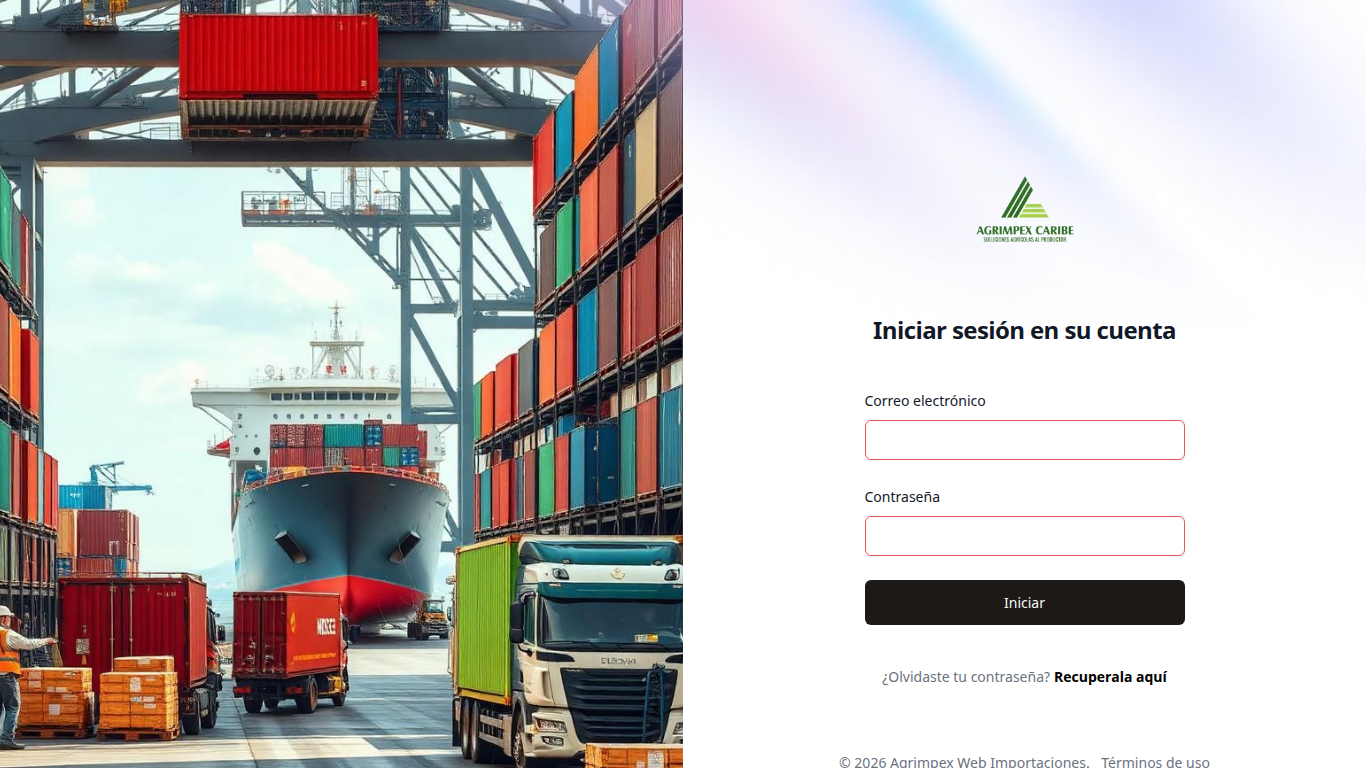 AGRIMPEX CARIBE
SOLUCIONES AGRÍCOLAS AL PRODUCTOR
Iniciar sesión en su cuenta
Correo electrónico
Contraseña
Iniciar
¿Olvidaste tu contraseña? Recuperala aquí
© 2026 Agrimpex Web Importaciones. Términos de uso